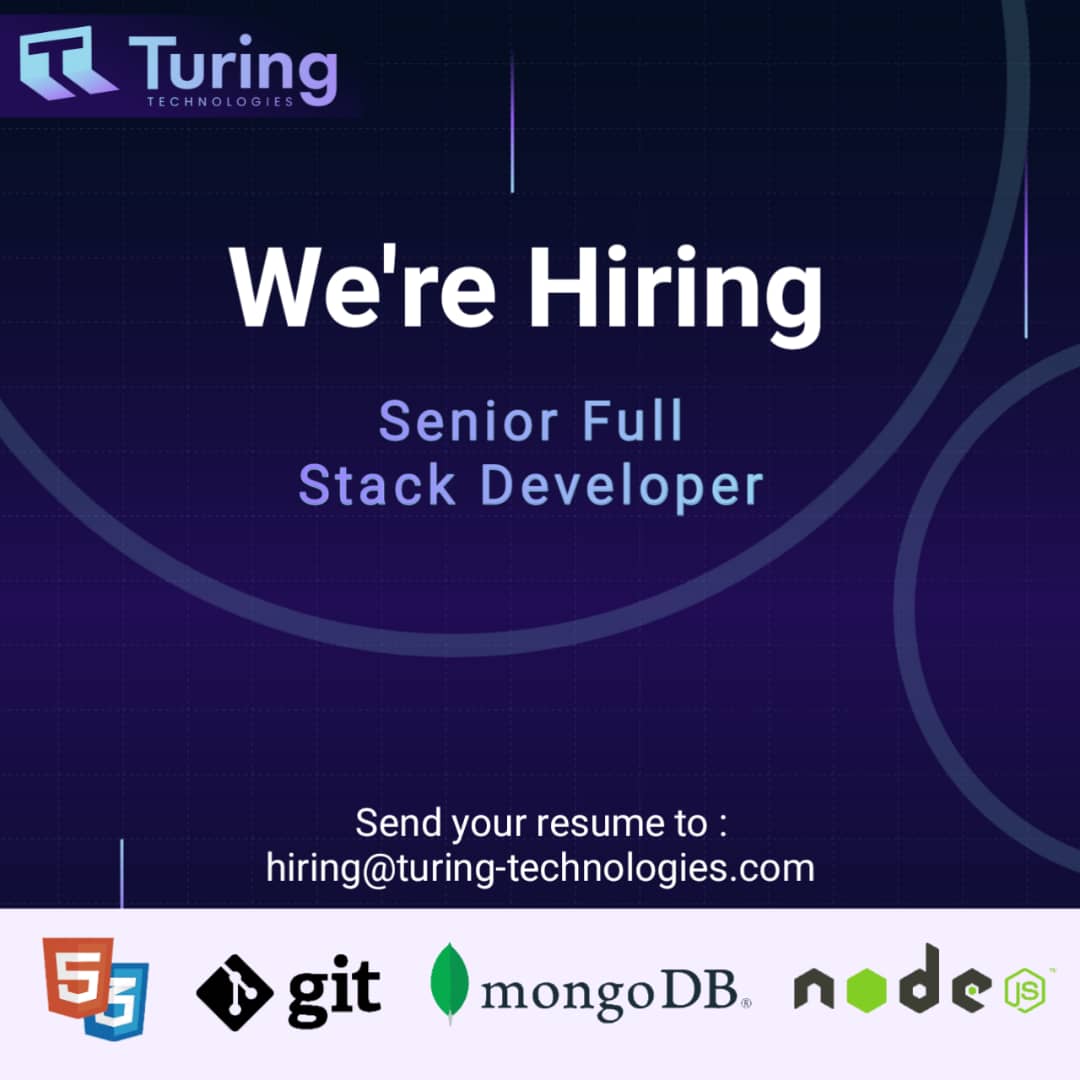 Turing
TECHNOLOGIES
We're Hiring
Senior Full
Stack Developer
Send your resume to :
hiring@turing-technologies.com
5 3 git mongoDB® node JS™